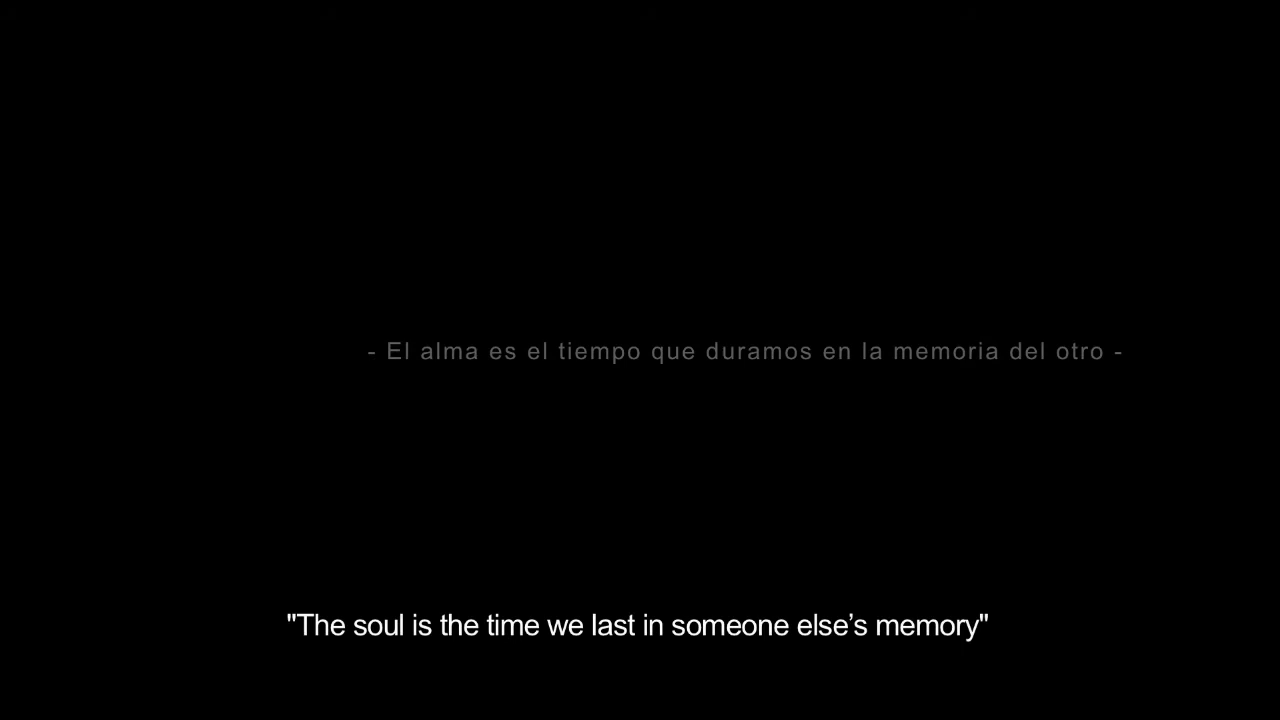 - El alma es el tiempo que duramos en la memoria del otro -
"The soul is the time we last in someone else’s memory"